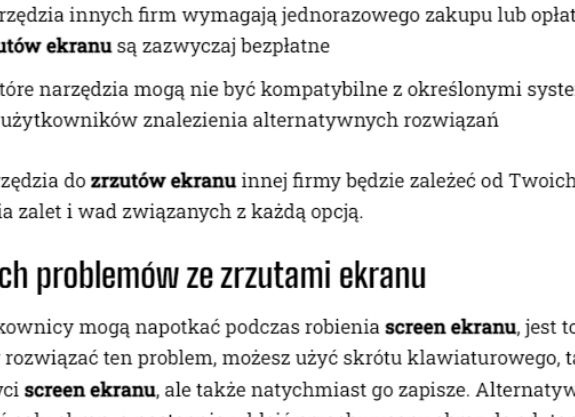 rzędzia innych firm wymagają jednorazowego zakupu lub opłat
utów ekranu są zazwyczaj bezpłatne
tóre narzędzia mogą nie być kompatybilne z określonymi syste
użytkowników znalezienia alternatywnych rozwiązań
zędzia do zrzutów ekranu innej firmy będzie zależeć od Twoich
ia zalet i wad związanych z każdą opcją.
ch problemów ze zrzutami ekranu
kownicy mogą napotkać podczas robienia screen ekranu, jest to
rozwiązać ten problem, możesz użyć skrótu klawiaturowego, ta
yci screen ekranu, ale także natychmiast go zapisze. Alternatyw